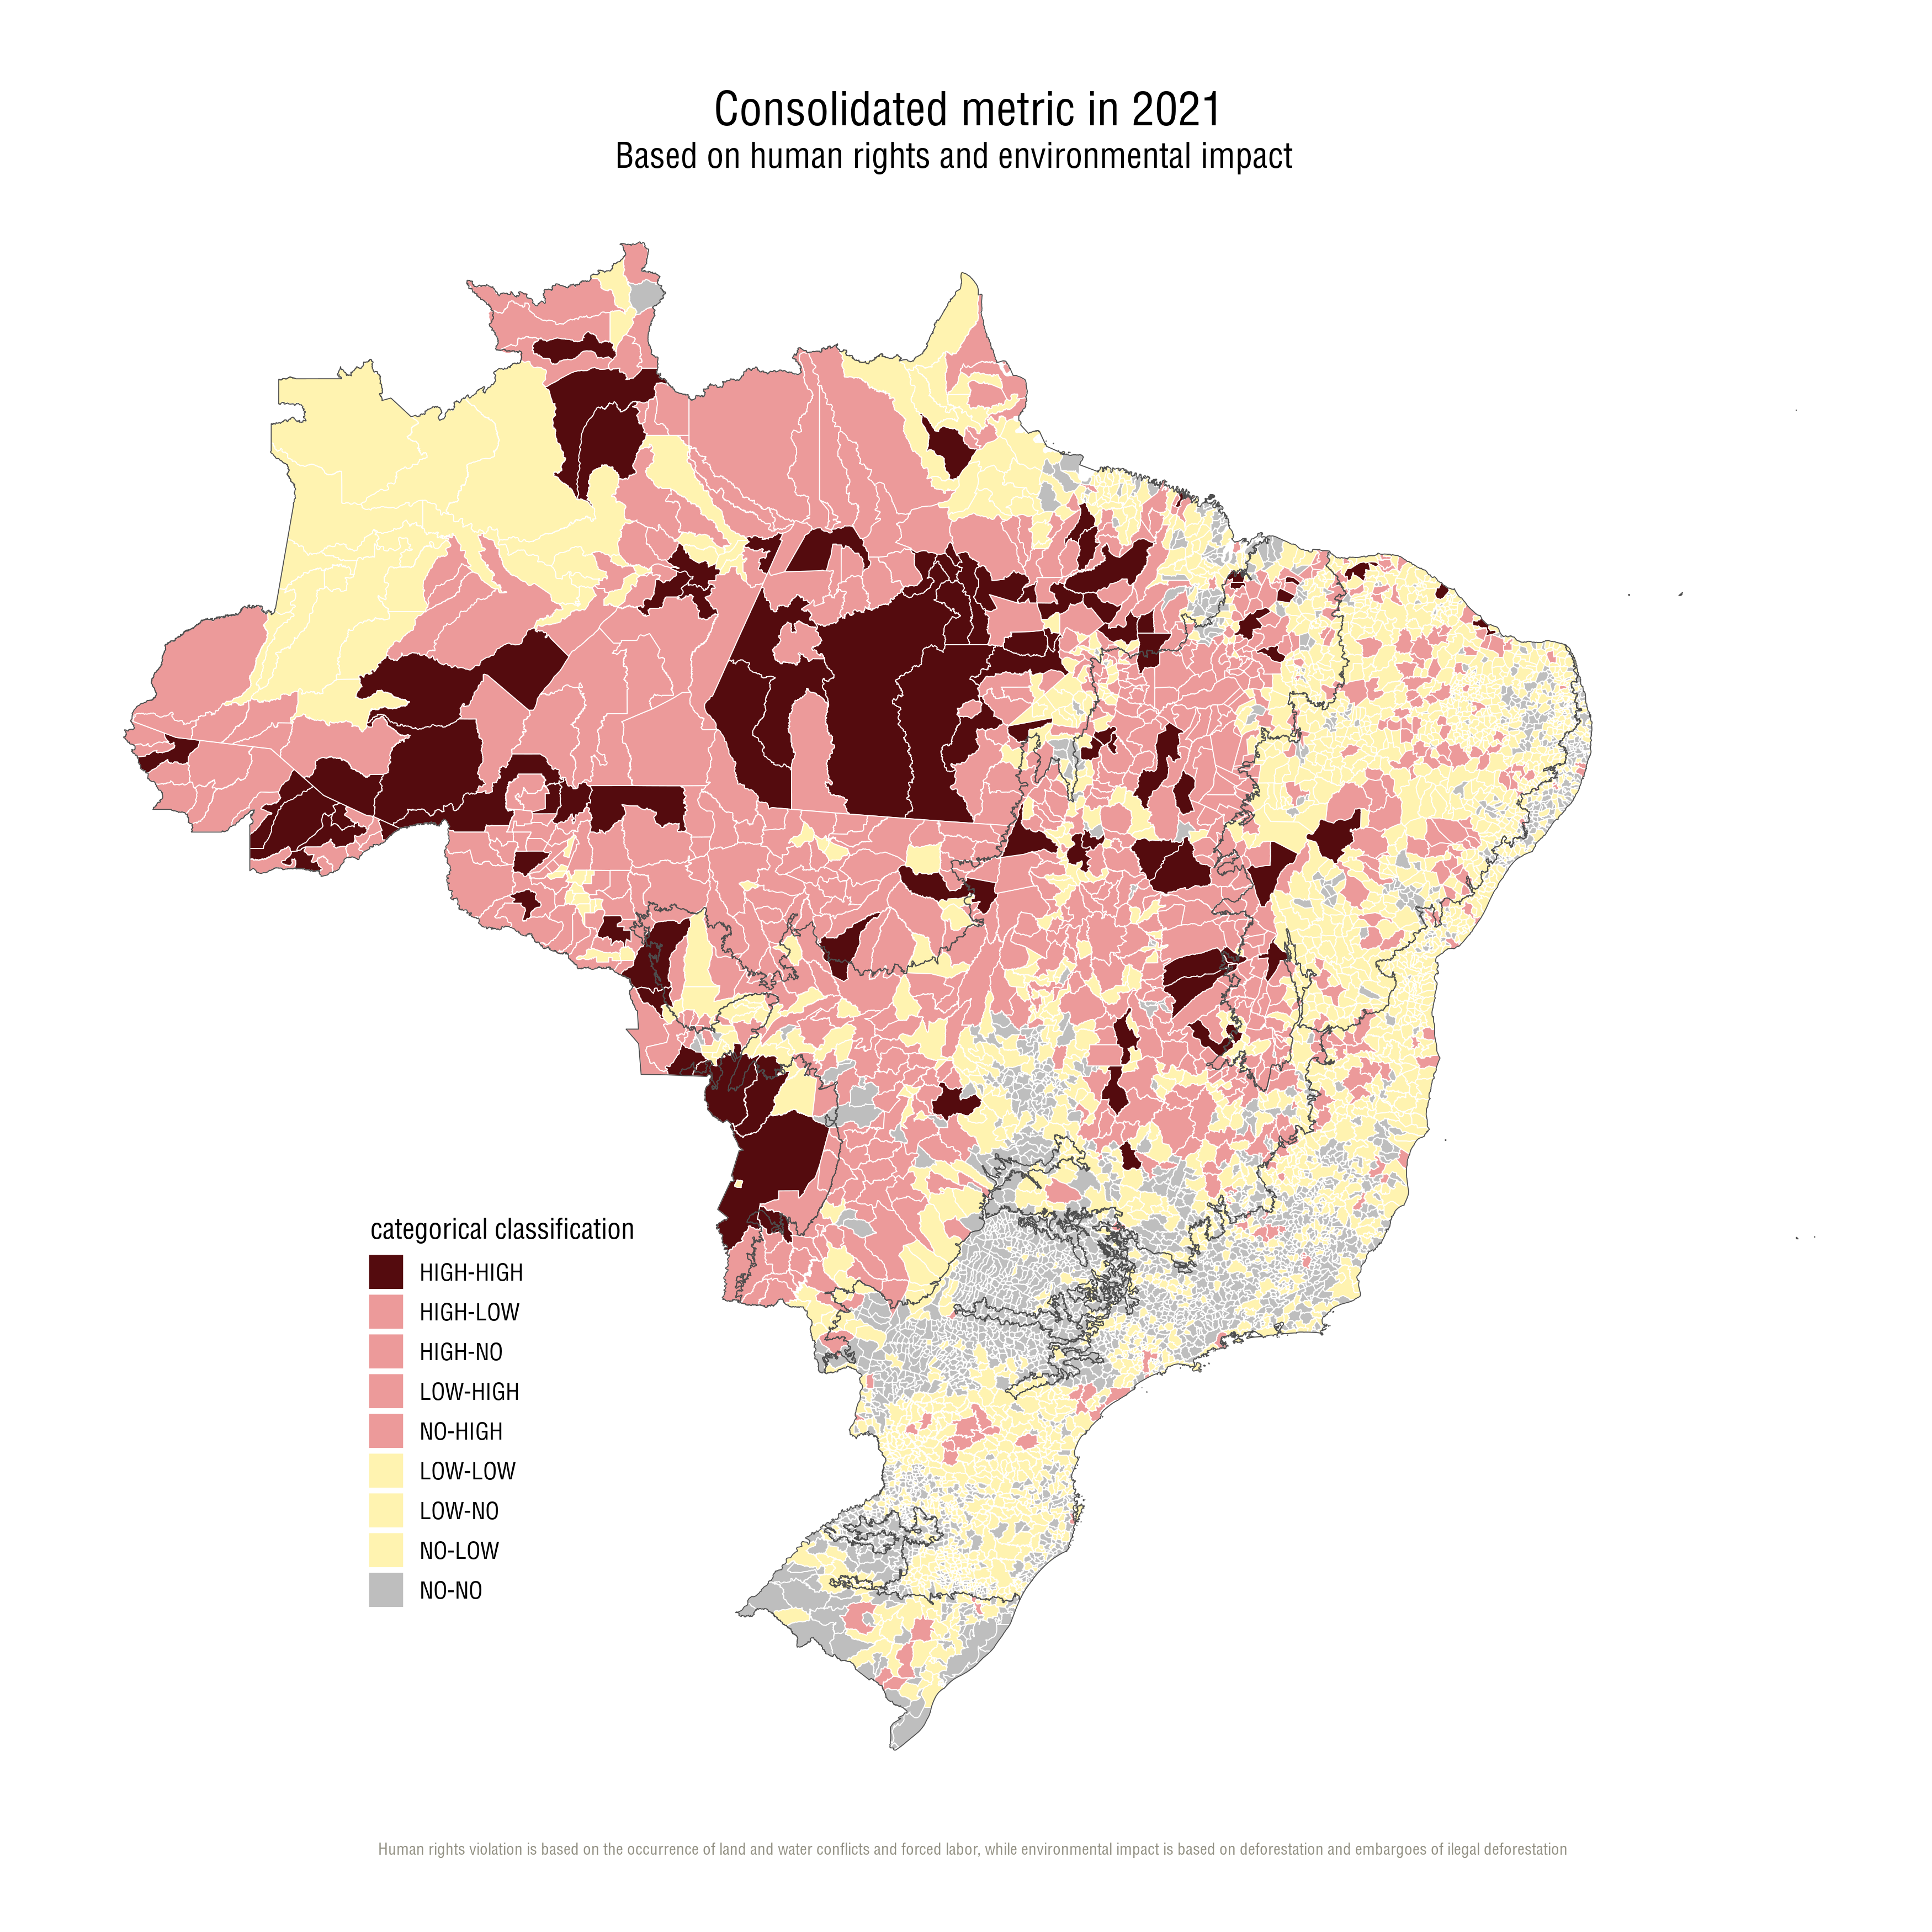 Consolidated metric in 2021
Based on human rights and environmental impact
categorical classification
HIGH-HIGH
HIGH-LOW
HIGH-NO
LOW-HIGH
NO-HIGH
LOW-LOW
LOW-NO
NO-LOW
NO-NO
Human rights violation is based on the occurrence of land and water conflicts and forced labor, while environmental impact is based on deforestation and embargoes of ilegal deforestation